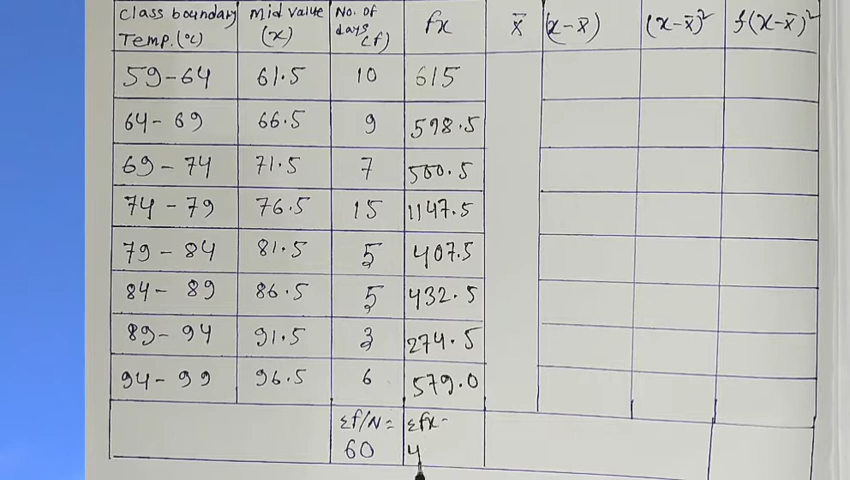 Class boundary Temp. (°C) Mid value (x) No. of days (f) fx x̄ (x-x̄) (x-x̄)² f(x-x̄)²
59-64 61.5 10 615
64-69 66.5 9 598.5
69-74 71.5 7 500.5
74-79 76.5 15 1147.5
79-84 81.5 5 407.5
84-89 86.5 5 432.5
89-94 91.5 3 274.5
94-99 96.5 6 579.0
Σf/N= Σfx-
60 4